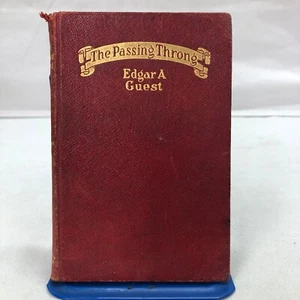 The Passing Throng
Edgar A
Guest